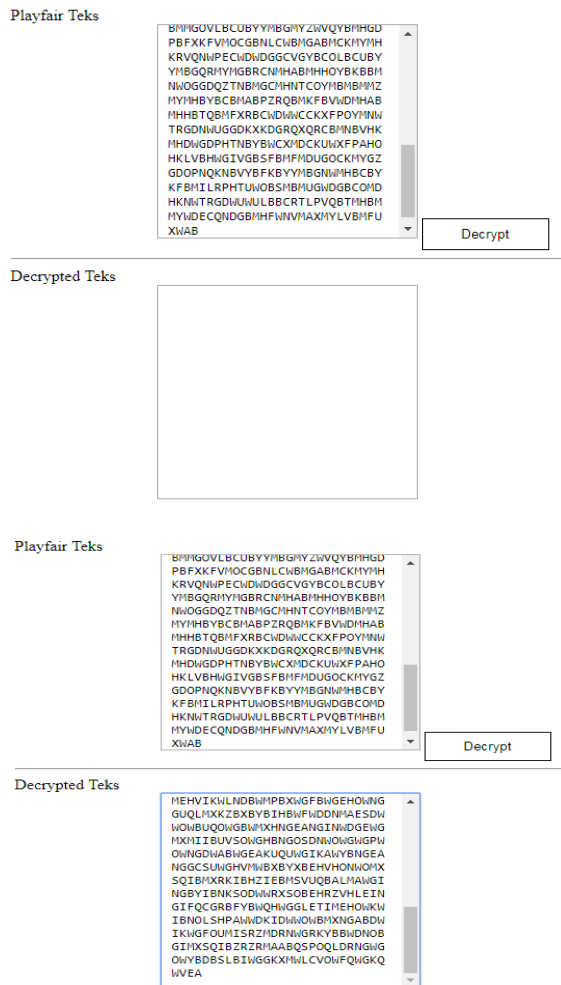 Playfair Teks
BMMGOVLBCUBYYMBGMYZWVQYBMHGD
PBFXKFVMOCGBNLCWBMGABMCKMYMH
KRVQNWPECWDWDGGCVGYBCOLBCUBY
YMBGQRMYMGBRCNMHABMHHOYBKBBM
NWOGGDQZTNBMGCMHNTCOYMBMBMMZ
MYMHBYBCBMABPZRQBMKFBVWDMHAB
MHHBTQBMFXRBCWDWWCCKXFPOYMNW
TRGDNWUGGDKXKDGRQXQRCBMNBVHK
MHDWGDPHTNBYBWCXMDCKUWXFPAHO
HKLVBHWGIVGBSFBMFMDUGOCKMYGZ
GDOPNQKNBVYBFKBYYMBGNWMHBCBY
KFBMILRPHTUWOBSMBMUGWDGBCOMD
HKNWTRGDWUWULBBCRTLPVQBTMHBM
MYWDECQNDGBMHFWNVMAXMYLVBMFU
XWAB
Decrypt
Decrypted Teks
Playfair Teks
BMMGOVLBCUBYYMBGMYZWVQYBMHGD
PBFXKFVMOCGBNLCWBMGABMCKMYMH
KRVQNWPECWDWDGGCVGYBCOLBCUBY
YMBGQRMYMGBRCNMHABMHHOYBKBBM
NWOGGDQZTNBMGCMHNTCOYMBMBMMZ
MYMHBYBCBMABPZRQBMKFBVWDMHAB
MHHBTQBMFXRBCWDWWCCKXFPOYMNW
TRGDNWUGGDKXKDGRQXQRCBMNBVHK
MHDWGDPHTNBYBWCXMDCKUWXFPAHO
HKLVBHWGIVGBSFBMFMDUGOCKMYGZ
GDOPNQKNBVYBFKBYYMBGNWMHBCBY
KFBMILRPHTUWOBSMBMUGWDGBCOMD
HKNWTRGDWUWULBBCRTLPVQBTMHBM
MYWDECQNDGBMHFWNVMAXMYLVBMFU
XWAB
Decrypt
Decrypted Teks
MEHVIKWLNDBWMPBXWGFBWGEHOWNG
GUQLMXKZBXBYBIHBWFWDDNMAESDW
WOWBUQOWGBWMXHNGEANGINWDGEWG
MXMIIBUVSOWGHBNGOSDNWOWGWGPW
OWNGDWABWGEAKUQUWGIKAWYBNGEA
NGGCSUWGHVMWBXBYXBEHVHONWOMX
SQIBMXRKIBHZIEBMSVUQBALMAWGI
NGBYIBNKSODWWRXSOBEHRZVHLEIN
GIFQCGRBFYBWQHWGGLETIMEHOWKW
IBNOLSHPAWWDKIDWWOWBMXNGABDW
IKWGFOUMISRZMDRNWGRKYBBWDNOB
GIMXSQIBZRZRMAABQSPOQLDRNGWG
OWYBDBSLBIWGGKXMWLCVOWFQWGKQ
WVEA